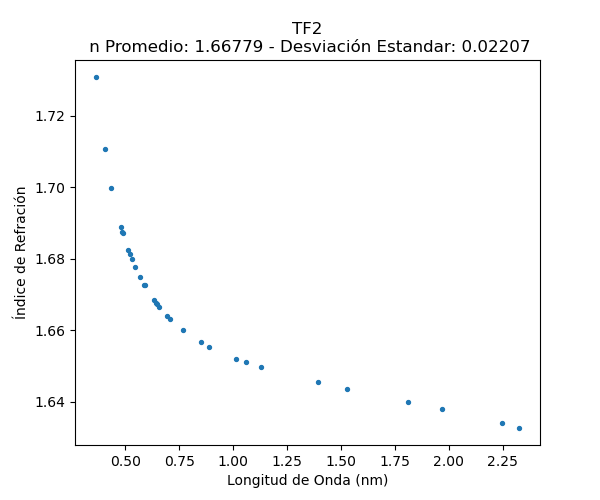 TF2
n Promedio: 1.66779 - Desviación Estandar: 0.02207
Índice de Refración
1.72
1.70
1.68
1.66
1.64
0.50 0.75 1.00 1.25 1.50 1.75 2.00 2.25
Longitud de Onda (nm)